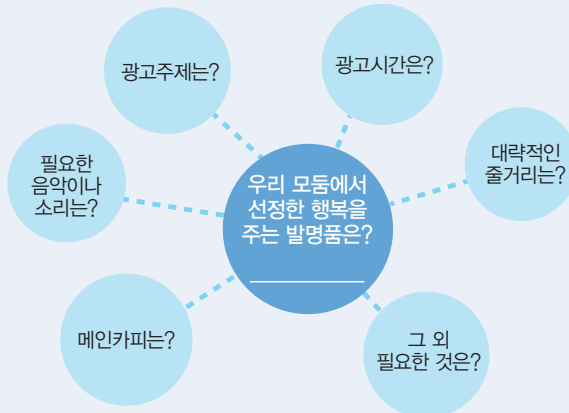 광고주제는?
광고시간은?
필요한
음악이나
소리는?
우리 모둠에서
선정한 행복을
주는 발명품은?
대략적인
줄거리는?
메인카피는?
그 외
필요한 것은?